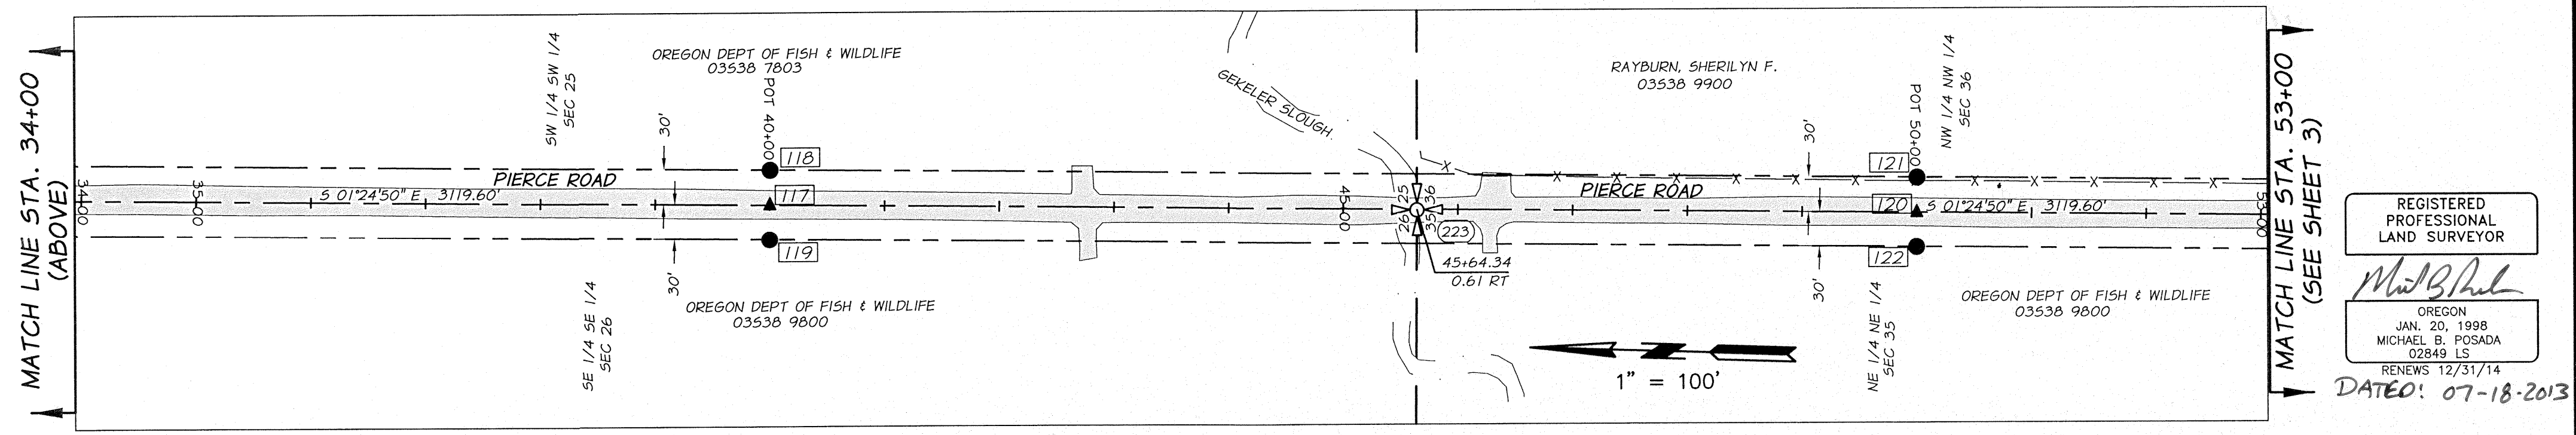 MATCH LINE STA. 34+00
(ABOVE)
34+00
35+00
SW 1/4 SW 1/4
SEC 25
OREGON DEPT OF FISH & WILDLIFE
03S38 7803
POT 40+00
30'
118
PIERCE ROAD
S 01°24'50" E 3119.60'
117
119
30'
OREGON DEPT OF FISH & WILDLIFE
03S38 9800
SE 1/4 SE 1/4
SEC 26
GEKELER SLOUGH
45+00
25
36
26
35
223
45+64.34
0.61 RT
RAYBURN, SHERILYN F.
03S38 9900
POT 50+00
NW 1/4 NW 1/4
SEC 36
30'
121
X X X X X X X X X X X X X
PIERCE ROAD
120
S 01°24'50" E 3119.60'
122
30'
NE 1/4 NE 1/4
SEC 35
OREGON DEPT OF FISH & WILDLIFE
03S38 9800
1" = 100'
53+00
MATCH LINE STA. 53+00
(SEE SHEET 3)
REGISTERED
PROFESSIONAL
LAND SURVEYOR
OREGON
JAN. 20, 1998
MICHAEL B. POSADA
02849 LS
RENEWS 12/31/14
DATED: 07-18-2013